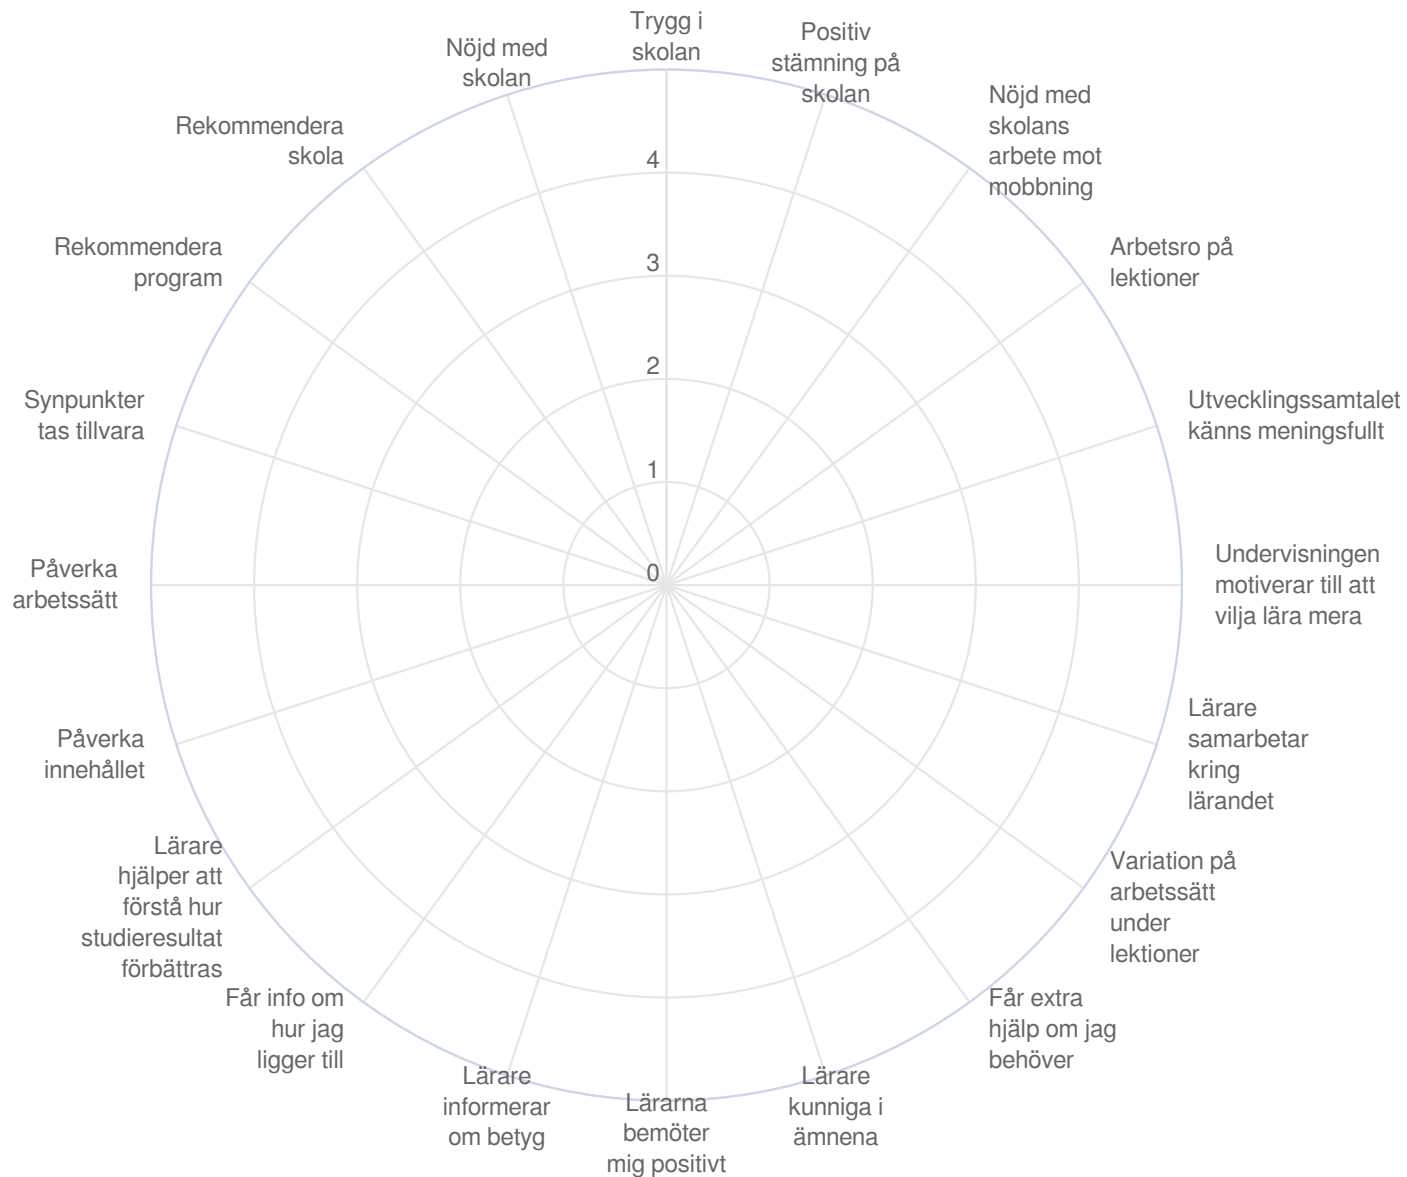 Trygg i
skolan
Positiv
stämning på
skolan
Nöjd med
skolans
arbete mot
mobbning
Arbetsro på
lektioner
Utvecklingssamtalet
känns meningsfullt
Undervisningen
motiverar till att
vilja lära mera
Lärare
samarbetar
kring
lärandet
Variation på
arbetssätt
under
lektioner
Får extra
hjälp om jag
behöver
Lärare
kunniga i
ämnena
Lärarna
bemöter
mig positivt
Lärare
informerar
om betyg
Får info om
hur jag
ligger till
Lärare
hjälper att
förstå hur
studieresultat
förbättras
Påverka
innehållet
Påverka
arbetssätt
Synpunkter
tas tillvara
Rekommendera
program
Rekommendera
skola
Nöjd med
skolan
4
3
2
1
0